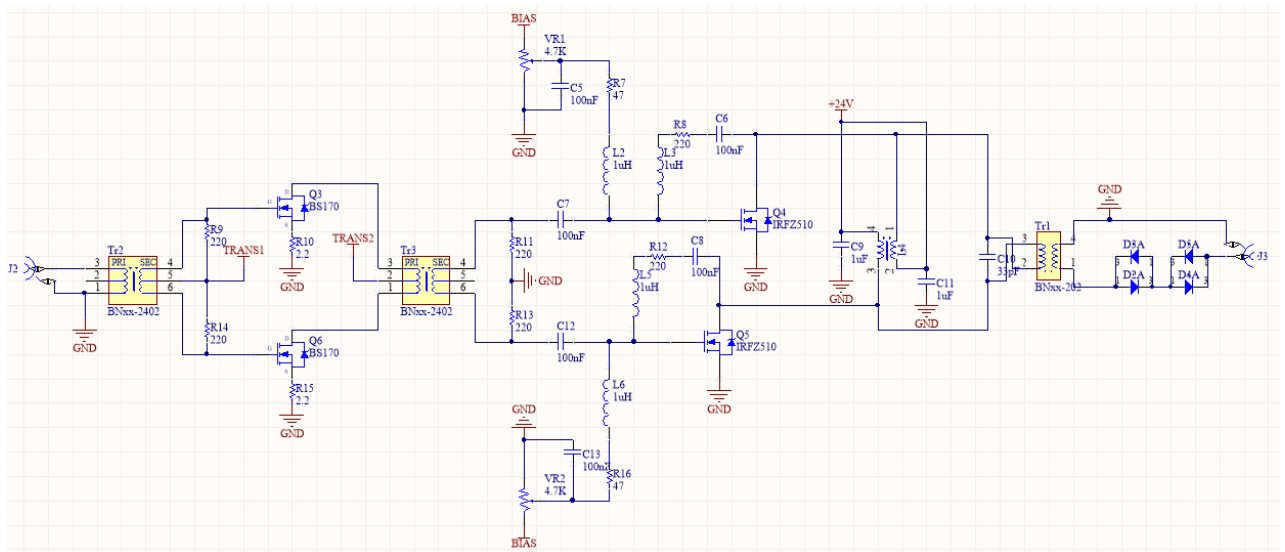 BIAS
VR1
4.7K
C5
100nF
R7
47
+24V
R8
220
C6
100nF
L2
1uH
L3
1uH
GND
D
Q3
G
BS170
S
R9
220
R10
2.2
TRANS1
TRANS2
GND
C7
100nF
Q4
IRFZ510
GND
GND
J2
Tr2
PRI SEC
3 4
2 5
1 6
BNxx-2402
Tr3
PRI SEC
3 4
2 5
1 6
BNxx-2402
R11
220
GND
R12
220
C8
100nF
L5
1uH
C9
1uF
GND
4
1
3
2
C11
1uF
GND
C10
33pF
Tr1
3 4
2 1
BNxx-202
D3A
D4A
J3
GND
R14
220
D
Q6
G
BS170
S
R15
2.2
GND
R13
220
C12
100nF
Q5
IRFZ510
GND
L6
1uH
GND
C13
100nF
R16
47
VR2
4.7K
BIAS